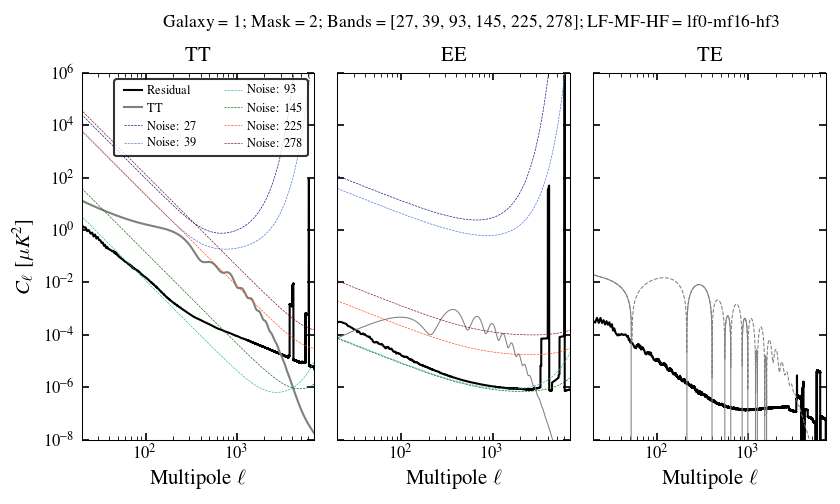 Galaxy = 1; Mask = 2; Bands = [27, 39, 93, 145, 225, 278]; LF-MF-HF = lf0-mf16-hf3
TT EE TE
10^6
10^4
10^2
10^0
10^−2
10^−4
10^−6
10^−8
C_ℓ [μK^2]
Residual
TT
Noise: 27
Noise: 39
Noise: 93
Noise: 145
Noise: 225
Noise: 278
10^2 10^3 10^2 10^3 10^2 10^3
Multipole ℓ Multipole ℓ Multipole ℓ